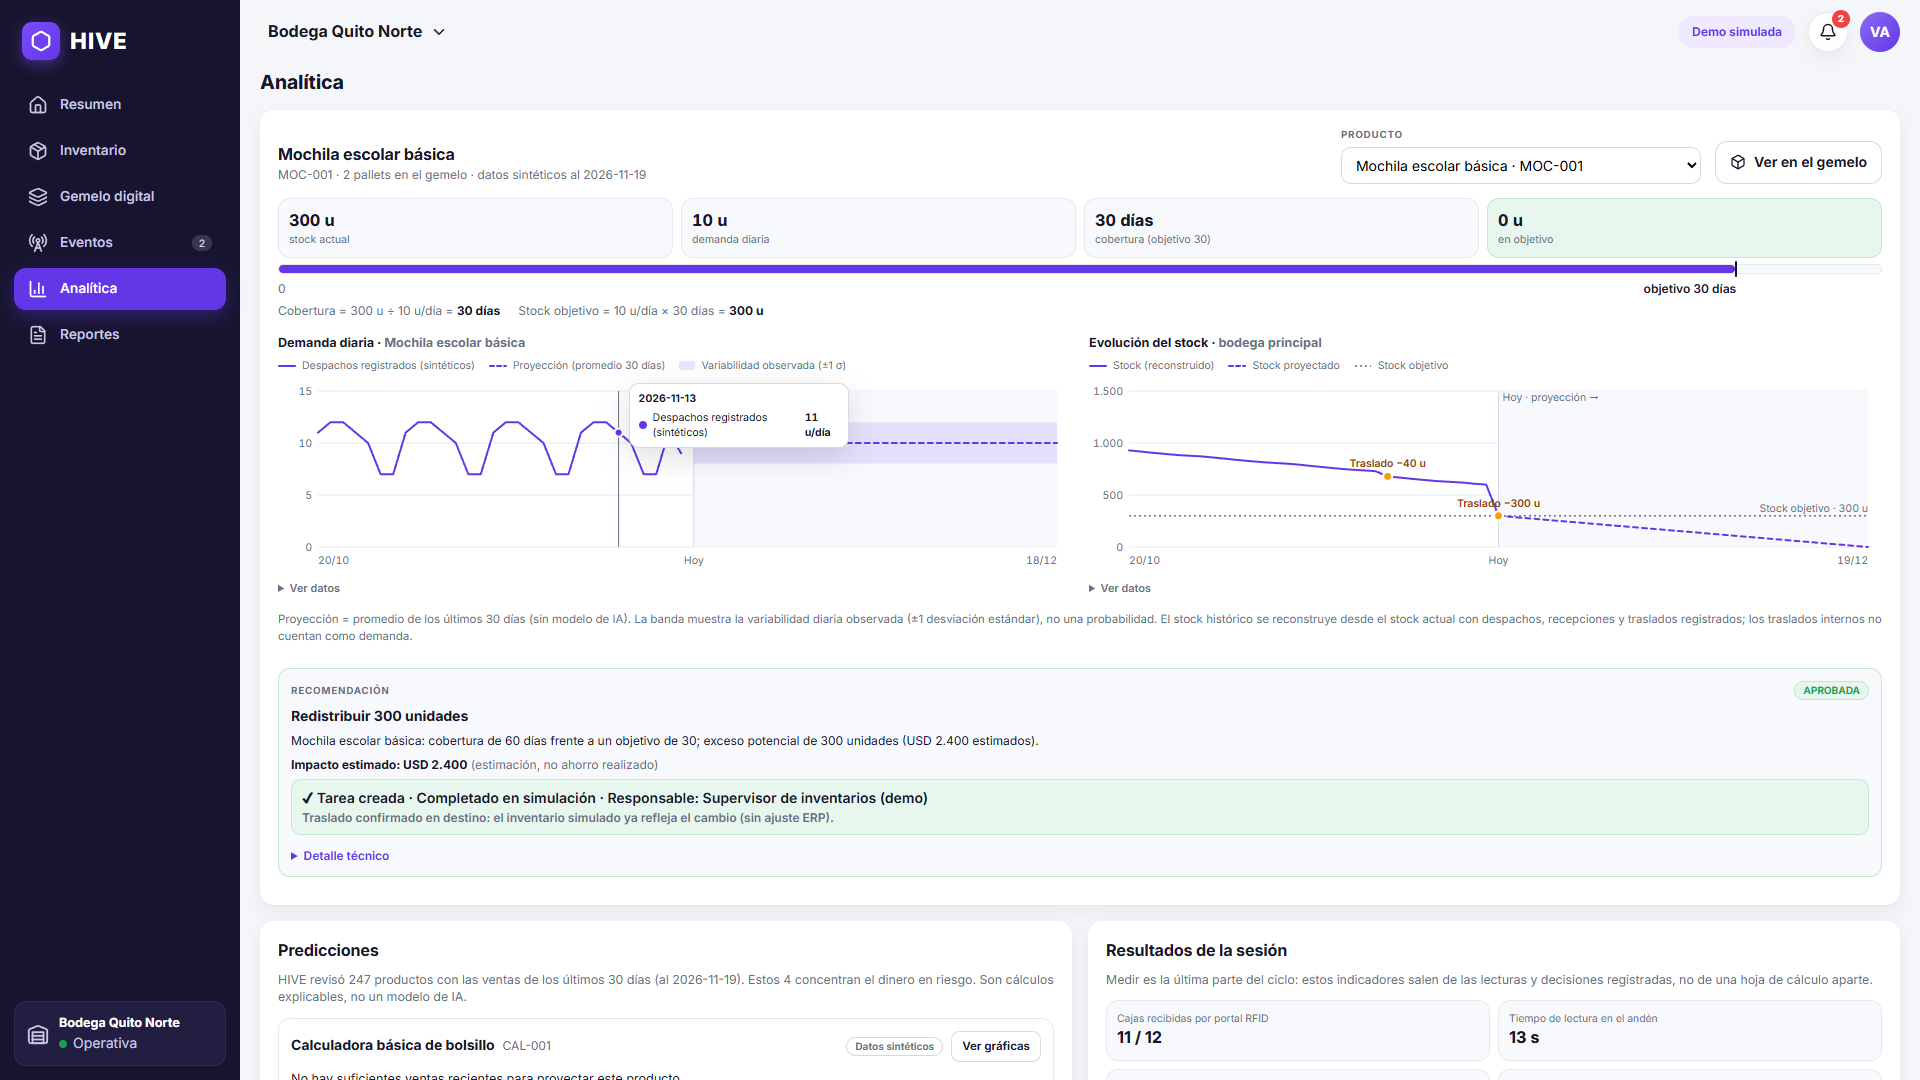 HIVE
Resumen
Inventario
Gemelo digital
Eventos 2
Analítica
Reportes
Bodega Quito Norte
Operativa
Bodega Quito Norte
Demo simulada
2
VA
Analítica
Mochila escolar básica
MOC-001 · 2 pallets en el gemelo · datos sintéticos al 2026-11-19
PRODUCTO
Mochila escolar básica · MOC-001
Ver en el gemelo
300 u
stock actual
10 u
demanda diaria
30 días
cobertura (objetivo 30)
0 u
en objetivo
0
objetivo 30 días
Cobertura = 300 u ÷ 10 u/día = 30 días Stock objetivo = 10 u/día × 30 días = 300 u
Demanda diaria · Mochila escolar básica
Despachos registrados (sintéticos) Proyección (promedio 30 días) Variabilidad observada (±1 σ)
15
10
5
0
2026-11-13
Despachos registrados (sintéticos) 11 u/día
20/10 Hoy 18/12
Ver datos
Evolución del stock · bodega principal
Stock (reconstruido) Stock proyectado Stock objetivo
1.500
1.000
500
0
Hoy · proyección →
Traslado −40 u
Traslado −300 u
Stock objetivo · 300 u
20/10 Hoy 19/12
Ver datos
Proyección = promedio de los últimos 30 días (sin modelo de IA). La banda muestra la variabilidad diaria observada (±1 desviación estándar), no una probabilidad. El stock histórico se reconstruye desde el stock actual con despachos, recepciones y traslados registrados; los traslados internos no
cuentan como demanda.
RECOMENDACIÓN
APROBADA
Redistribuir 300 unidades
Mochila escolar básica: cobertura de 60 días frente a un objetivo de 30; exceso potencial de 300 unidades (USD 2.400 estimados).
Impacto estimado: USD 2.400 (estimación, no ahorro realizado)
✓ Tarea creada · Completado en simulación · Responsable: Supervisor de inventarios (demo)
Traslado confirmado en destino: el inventario simulado ya refleja el cambio (sin ajuste ERP).
Detalle técnico
Predicciones
HIVE revisó 247 productos con las ventas de los últimos 30 días (al 2026-11-19). Estos 4 concentran el dinero en riesgo. Son cálculos
explicables, no un modelo de IA.
Calculadora básica de bolsillo CAL-001
Datos sintéticos
Ver gráficas
No hay suficientes ventas recientes para proyectar este producto.
Resultados de la sesión
Medir es la última parte del ciclo: estos indicadores salen de las lecturas y decisiones registradas, no de una hoja de cálculo aparte.
Cajas recibidas por portal RFID
11 / 12
Tiempo de lectura en el andén
13 s